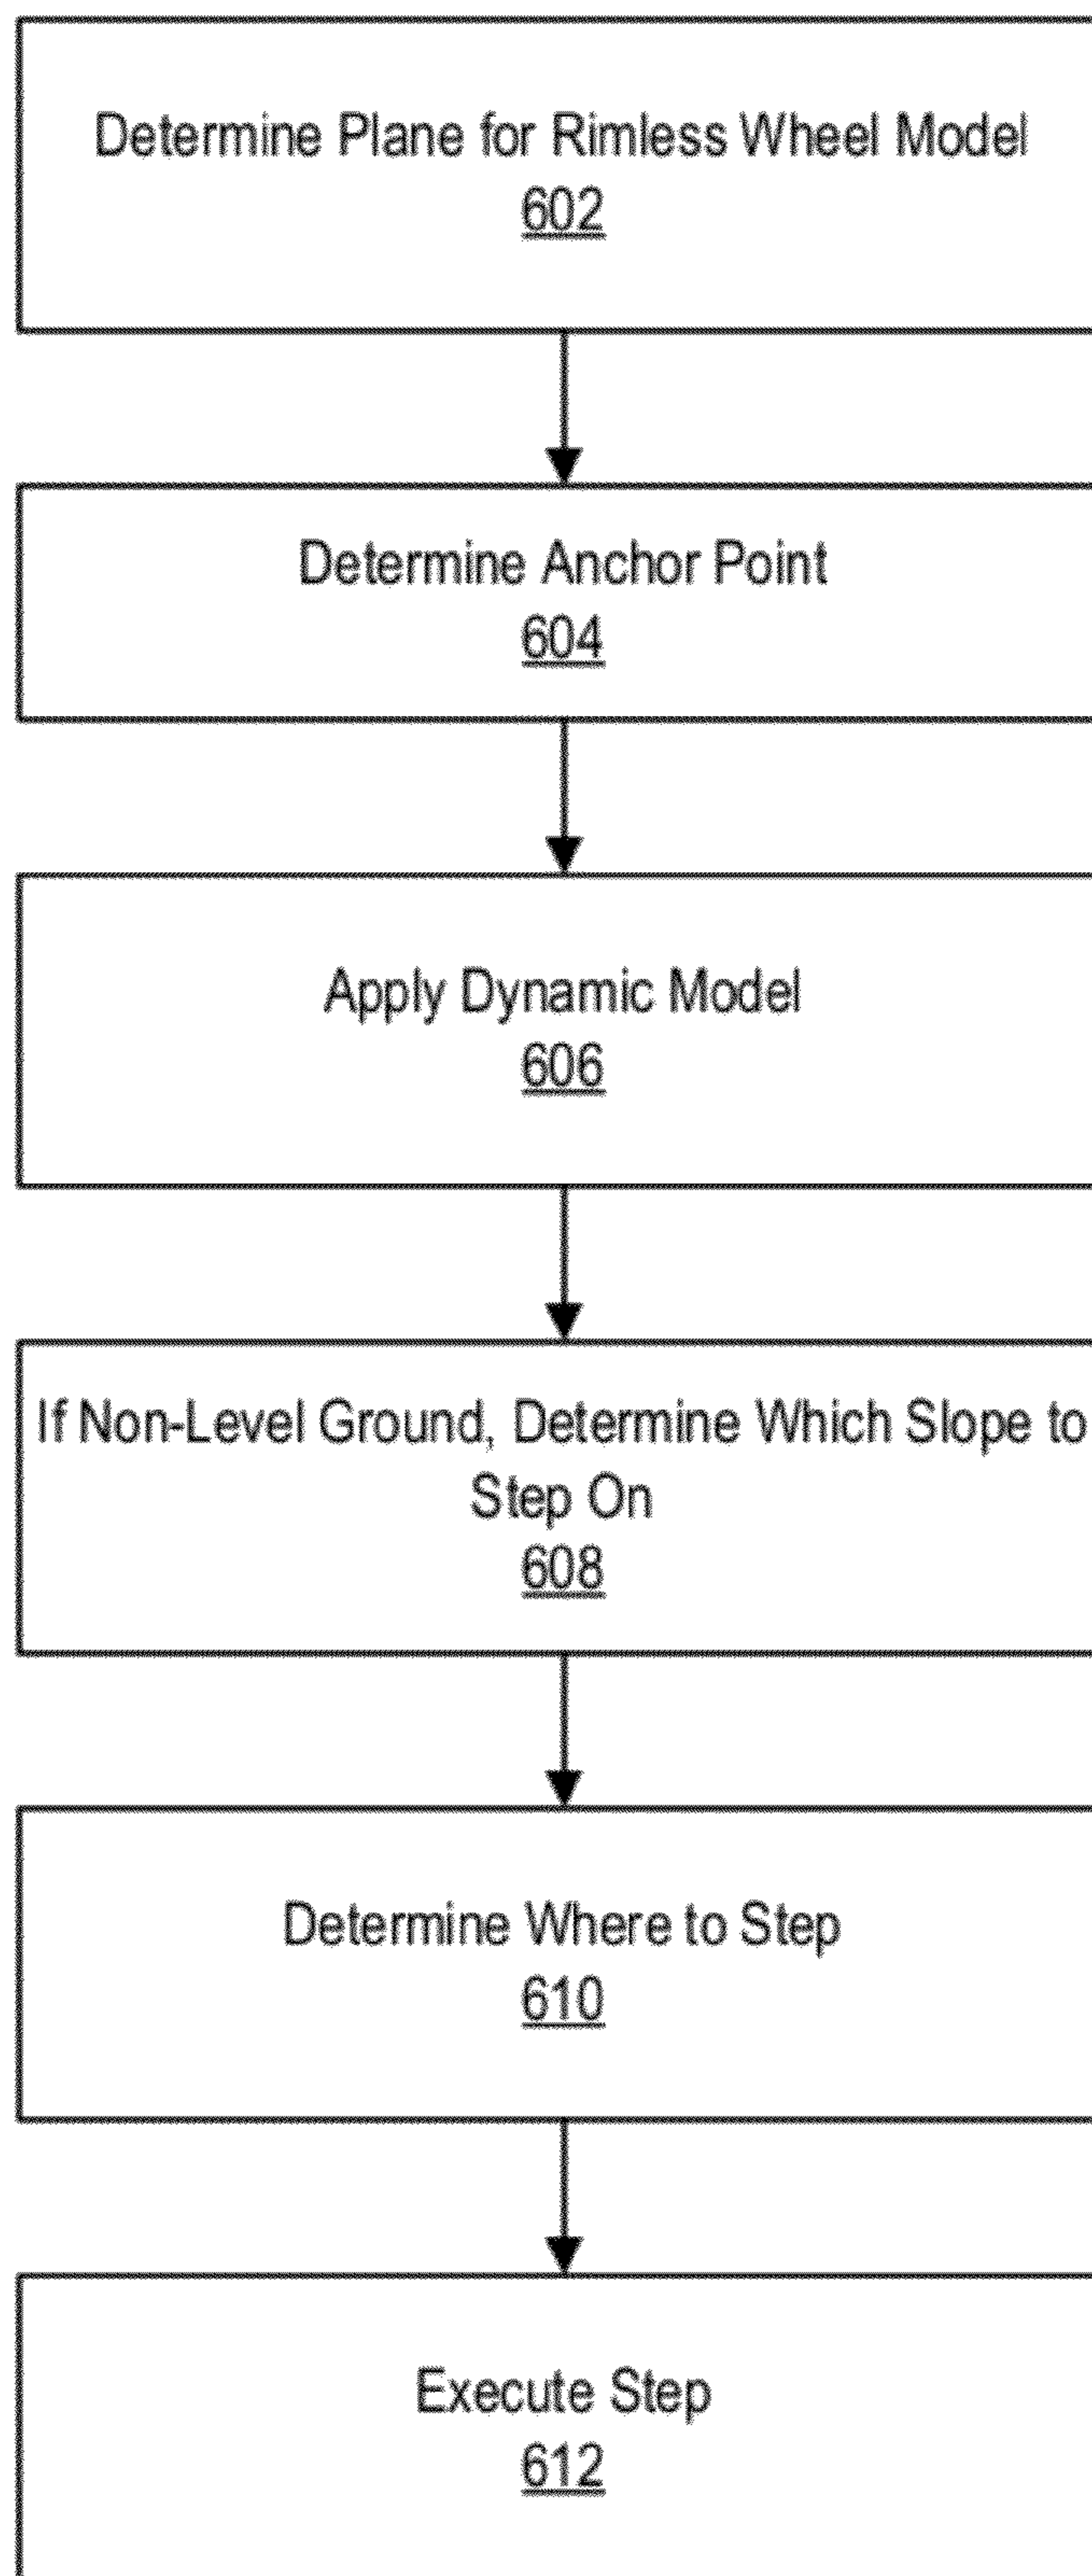 Determine Plane for Rimless Wheel Model
602
Determine Anchor Point
604
Apply Dynamic Model
606
If Non-Level Ground, Determine Which Slope to
Step On
608
Determine Where to Step
610
Execute Step
612